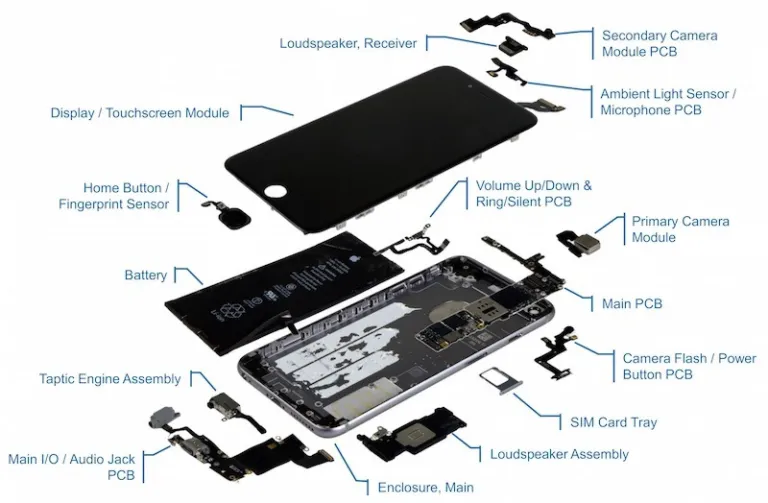 Loudspeaker, Receiver
Secondary Camera
Module PCB
Ambient Light Sensor /
Microphone PCB
Display / Touchscreen Module
Home Button /
Fingerprint Sensor
Volume Up/Down &
Ring/Silent PCB
Primary Camera
Module
Battery
Li-ion
Main PCB
Camera Flash / Power
Button PCB
Taptic Engine Assembly
SIM Card Tray
Loudspeaker Assembly
Main I/O / Audio Jack
PCB
Enclosure, Main